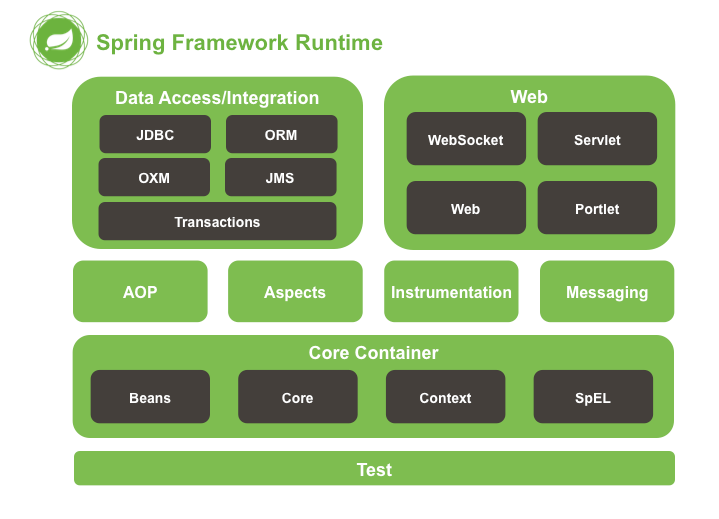 Spring Framework Runtime
Data Access/Integration
JDBC
ORM
OXM
JMS
Transactions
Web
WebSocket
Servlet
Web
Portlet
AOP
Aspects
Instrumentation
Messaging
Core Container
Beans
Core
Context
SpEL
Test